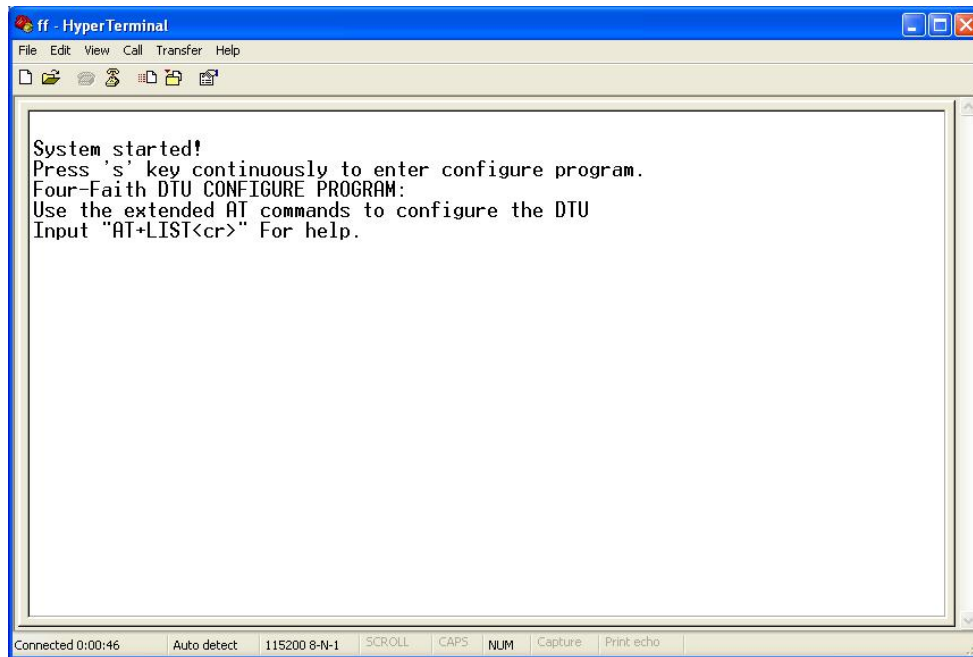 ff - HyperTerminal
File Edit View Call Transfer Help
System started!
Press 's' key continuously to enter configure program.
Four-Faith DTU CONFIGURE PROGRAM:
Use the extended AT commands to configure the DTU
Input "AT+LIST<cr>" For help.
Connected 0:00:46 Auto detect 115200 8-N-1 SCROLL CAPS NUM Capture Print echo